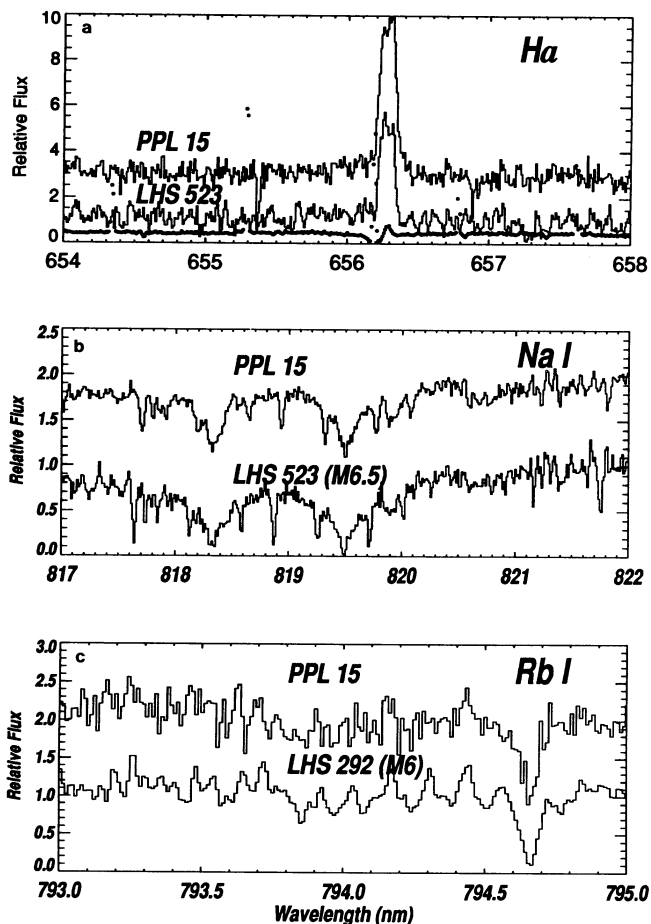 a
Hα
PPL 15
LHS 523
Relative Flux
10
8
6
4
2
0
654 655 656 657 658
b
Na I
PPL 15
LHS 523 (M6.5)
Relative Flux
2.5
2.0
1.5
1.0
0.5
0.0
817 818 819 820 821 822
c
Rb I
PPL 15
LHS 292 (M6)
Relative Flux
3.0
2.5
2.0
1.5
1.0
0.5
0.0
793.0 793.5 794.0 794.5 795.0
Wavelength (nm)